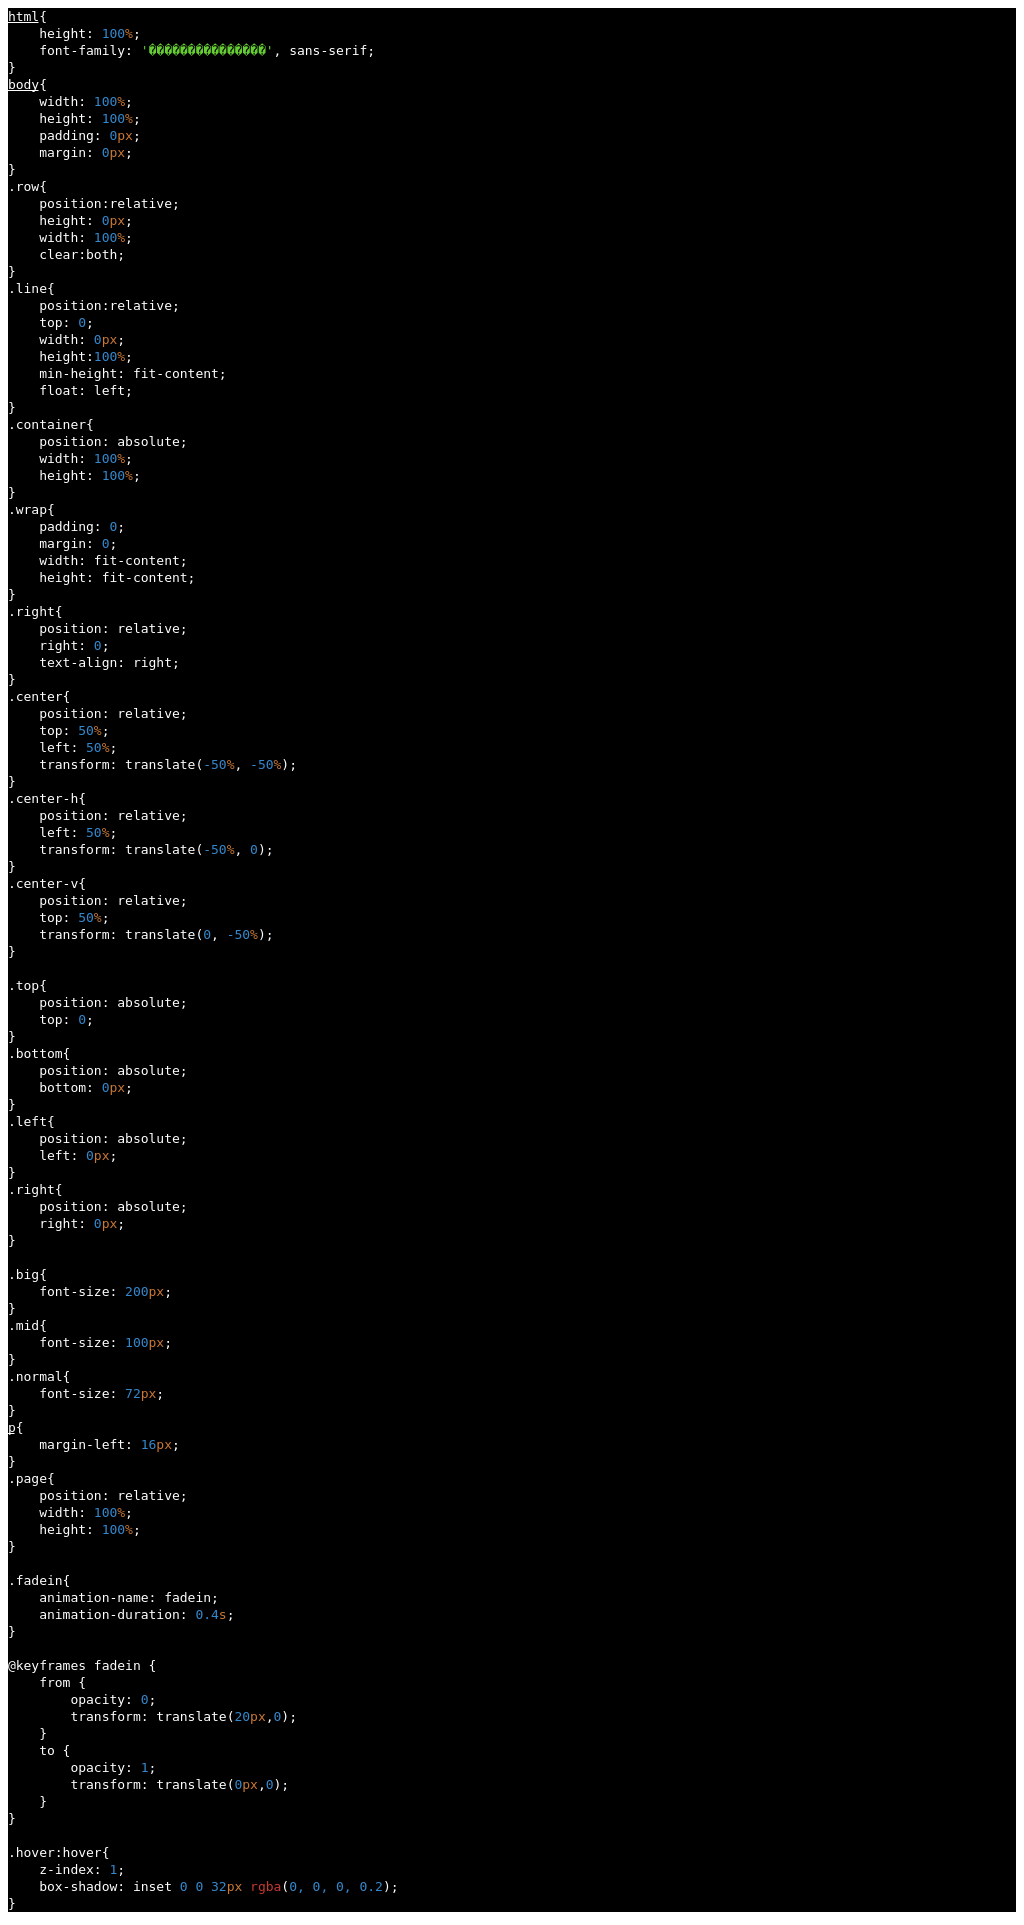 html{
    height: 100%;
    font-family: '���������������', sans-serif;
}
body{
    width: 100%;
    height: 100%;
    padding: 0px;
    margin: 0px;
}
.row{
    position:relative;
    height: 0px;
    width: 100%;
    clear:both;
}
.line{
    position:relative;
    top: 0;
    width: 0px;
    height:100%;
    min-height: fit-content;
    float: left;
}
.container{
    position: absolute;
    width: 100%;
    height: 100%;
}
.wrap{
    padding: 0;
    margin: 0;
    width: fit-content;
    height: fit-content;
}
.right{
    position: relative;
    right: 0;
    text-align: right;
}
.center{
    position: relative;
    top: 50%;
    left: 50%;
    transform: translate(-50%, -50%);
}
.center-h{
    position: relative;
    left: 50%;
    transform: translate(-50%, 0);
}
.center-v{
    position: relative;
    top: 50%;
    transform: translate(0, -50%);
}

.top{
    position: absolute;
    top: 0;
}
.bottom{
    position: absolute;
    bottom: 0px;
}
.left{
    position: absolute;
    left: 0px;
}
.right{
    position: absolute;
    right: 0px;
}

.big{
    font-size: 200px;
}
.mid{
    font-size: 100px;
}
.normal{
    font-size: 72px;
}
p{
    margin-left: 16px;
}
.page{
    position: relative;
    width: 100%;
    height: 100%;
}

.fadein{
    animation-name: fadein;
    animation-duration: 0.4s;
}

@keyframes fadein {
    from {
        opacity: 0;
        transform: translate(20px,0);
    }
    to {
        opacity: 1;
        transform: translate(0px,0);
    }
}

.hover:hover{
    z-index: 1;
    box-shadow: inset 0 0 32px rgba(0, 0, 0, 0.2);
}